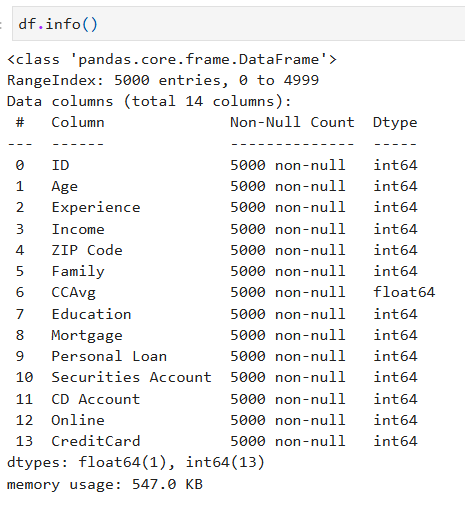 df.info()
<class 'pandas.core.frame.DataFrame'>
RangeIndex: 5000 entries, 0 to 4999
Data columns (total 14 columns):
 #   Column              Non-Null Count  Dtype
---  ------              --------------  -----
 0   ID                  5000 non-null   int64
 1   Age                 5000 non-null   int64
 2   Experience          5000 non-null   int64
 3   Income              5000 non-null   int64
 4   ZIP Code            5000 non-null   int64
 5   Family              5000 non-null   int64
 6   CCAvg               5000 non-null   float64
 7   Education           5000 non-null   int64
 8   Mortgage            5000 non-null   int64
 9   Personal Loan       5000 non-null   int64
 10  Securities Account  5000 non-null   int64
 11  CD Account          5000 non-null   int64
 12  Online              5000 non-null   int64
 13  CreditCard          5000 non-null   int64
dtypes: float64(1), int64(13)
memory usage: 547.0 KB